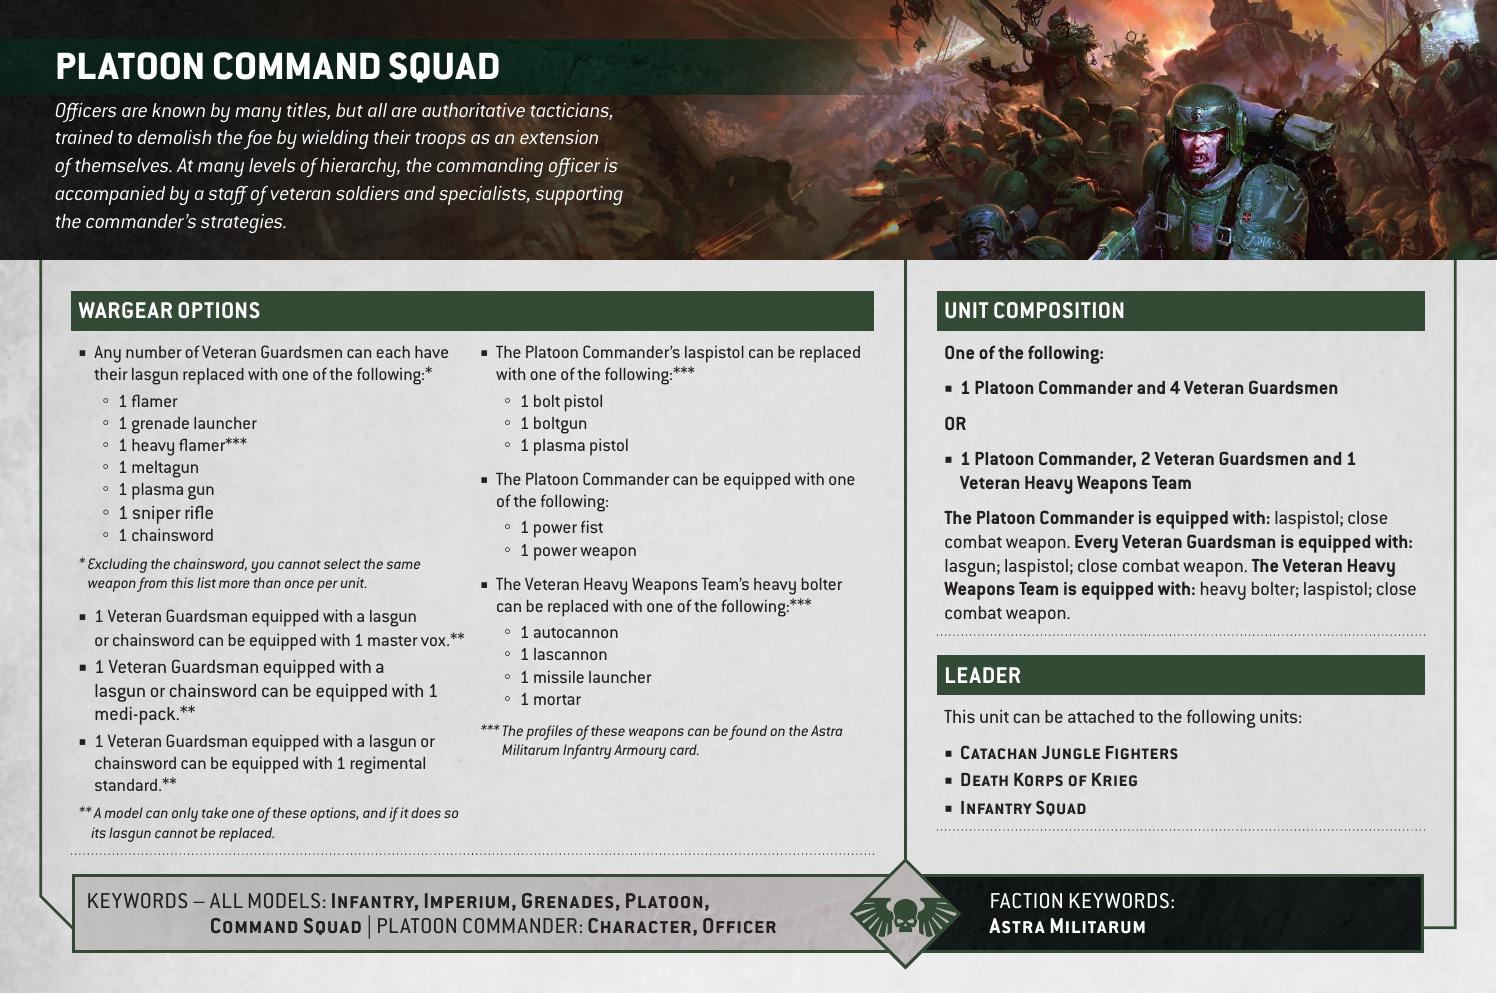 PLATOON COMMAND SQUAD
Officers are known by many titles, but all are authoritative tacticians,
trained to demolish the foe by wielding their troops as an extension
of themselves. At many levels of hierarchy, the commanding officer is
accompanied by a staff of veteran soldiers and specialists, supporting
the commander's strategies.
WARGEAR OPTIONS
▪ Any number of Veteran Guardsmen can each have
their lasgun replaced with one of the following:*
◦ 1 flamer
◦ 1 grenade launcher
◦ 1 heavy flamer***
◦ 1 meltagun
◦ 1 plasma gun
◦ 1 sniper rifle
◦ 1 chainsword
* Excluding the chainsword, you cannot select the same
weapon from this list more than once per unit.
▪ 1 Veteran Guardsman equipped with a lasgun
or chainsword can be equipped with 1 master vox.**
▪ 1 Veteran Guardsman equipped with a
lasgun or chainsword can be equipped with 1
medi-pack.**
▪ 1 Veteran Guardsman equipped with a lasgun or
chainsword can be equipped with 1 regimental
standard.**
** A model can only take one of these options, and if it does so
its lasgun cannot be replaced.
▪ The Platoon Commander's laspistol can be replaced
with one of the following:***
◦ 1 bolt pistol
◦ 1 boltgun
◦ 1 plasma pistol
▪ The Platoon Commander can be equipped with one
of the following:
◦ 1 power fist
◦ 1 power weapon
▪ The Veteran Heavy Weapons Team's heavy bolter
can be replaced with one of the following:***
◦ 1 autocannon
◦ 1 lascannon
◦ 1 missile launcher
◦ 1 mortar
*** The profiles of these weapons can be found on the Astra
Militarum Infantry Armoury card.
UNIT COMPOSITION
One of the following:
▪ 1 Platoon Commander and 4 Veteran Guardsmen
OR
▪ 1 Platoon Commander, 2 Veteran Guardsmen and 1
Veteran Heavy Weapons Team
The Platoon Commander is equipped with: laspistol; close
combat weapon. Every Veteran Guardsman is equipped with:
lasgun; laspistol; close combat weapon. The Veteran Heavy
Weapons Team is equipped with: heavy bolter; laspistol; close
combat weapon.
LEADER
This unit can be attached to the following units:
▪ CATACHAN JUNGLE FIGHTERS
▪ DEATH KORPS OF KRIEG
▪ INFANTRY SQUAD
KEYWORDS – ALL MODELS: INFANTRY, IMPERIUM, GRENADES, PLATOON,
COMMAND SQUAD | PLATOON COMMANDER: CHARACTER, OFFICER
FACTION KEYWORDS:
ASTRA MILITARUM